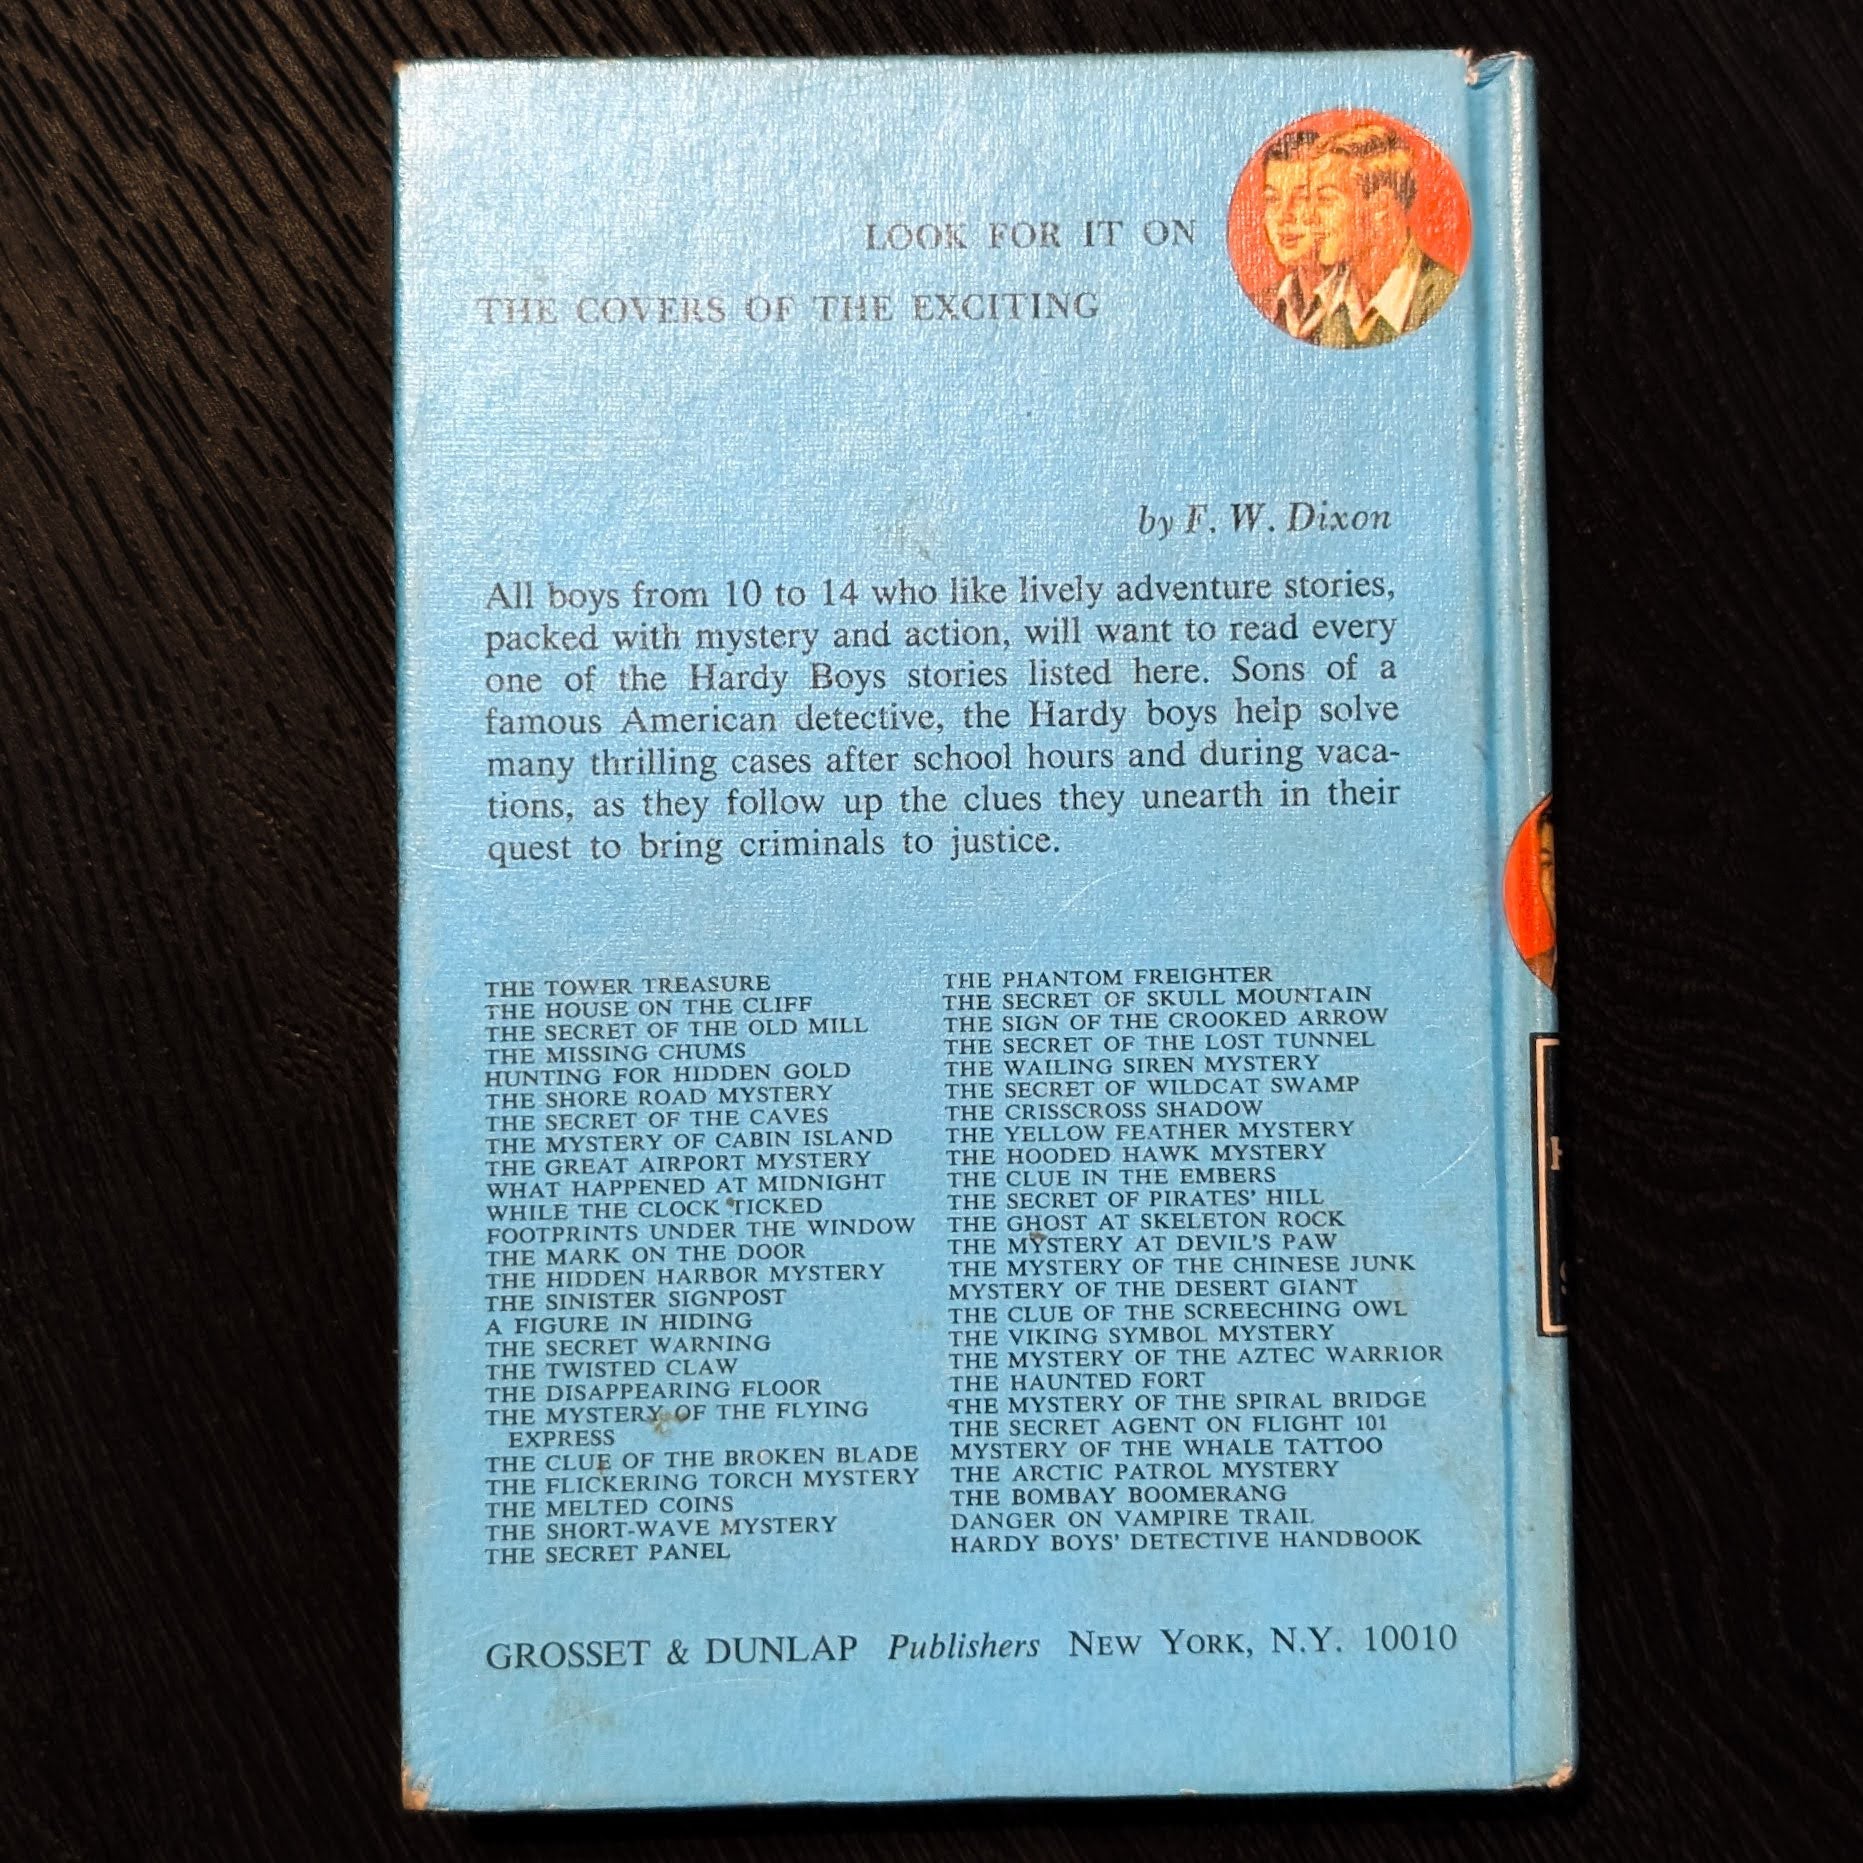 LOOK FOR IT ON
THE COVERS OF THE EXCITING
by F. W. Dixon
All boys from 10 to 14 who like lively adventure stories,
packed with mystery and action, will want to read every
one of the Hardy Boys stories listed here. Sons of a
famous American detective, the Hardy boys help solve
many thrilling cases after school hours and during vaca-
tions, as they follow up the clues they unearth in their
quest to bring criminals to justice.
THE TOWER TREASURE
THE HOUSE ON THE CLIFF
THE SECRET OF THE OLD MILL
THE MISSING CHUMS
HUNTING FOR HIDDEN GOLD
THE SHORE ROAD MYSTERY
THE SECRET OF THE CAVES
THE MYSTERY OF CABIN ISLAND
THE GREAT AIRPORT MYSTERY
WHAT HAPPENED AT MIDNIGHT
WHILE THE CLOCK TICKED
FOOTPRINTS UNDER THE WINDOW
THE MARK ON THE DOOR
THE HIDDEN HARBOR MYSTERY
THE SINISTER SIGNPOST
A FIGURE IN HIDING
THE SECRET WARNING
THE TWISTED CLAW
THE DISAPPEARING FLOOR
THE MYSTERY OF THE FLYING
EXPRESS
THE CLUE OF THE BROKEN BLADE
THE FLICKERING TORCH MYSTERY
THE MELTED COINS
THE SHORT-WAVE MYSTERY
THE SECRET PANEL
THE PHANTOM FREIGHTER
THE SECRET OF SKULL MOUNTAIN
THE SIGN OF THE CROOKED ARROW
THE SECRET OF THE LOST TUNNEL
THE WAILING SIREN MYSTERY
THE SECRET OF WILDCAT SWAMP
THE CRISSCROSS SHADOW
THE YELLOW FEATHER MYSTERY
THE HOODED HAWK MYSTERY
THE CLUE IN THE EMBERS
THE SECRET OF PIRATES' HILL
THE GHOST AT SKELETON ROCK
THE MYSTERY AT DEVIL'S PAW
THE MYSTERY OF THE CHINESE JUNK
MYSTERY OF THE DESERT GIANT
THE CLUE OF THE SCREECHING OWL
THE VIKING SYMBOL MYSTERY
THE MYSTERY OF THE AZTEC WARRIOR
THE HAUNTED FORT
THE MYSTERY OF THE SPIRAL BRIDGE
THE SECRET AGENT ON FLIGHT 101
MYSTERY OF THE WHALE TATTOO
THE ARCTIC PATROL MYSTERY
THE BOMBAY BOOMERANG
DANGER ON VAMPIRE TRAIL
HARDY BOYS' DETECTIVE HANDBOOK
GROSSET & DUNLAP Publishers NEW YORK, N.Y. 10010